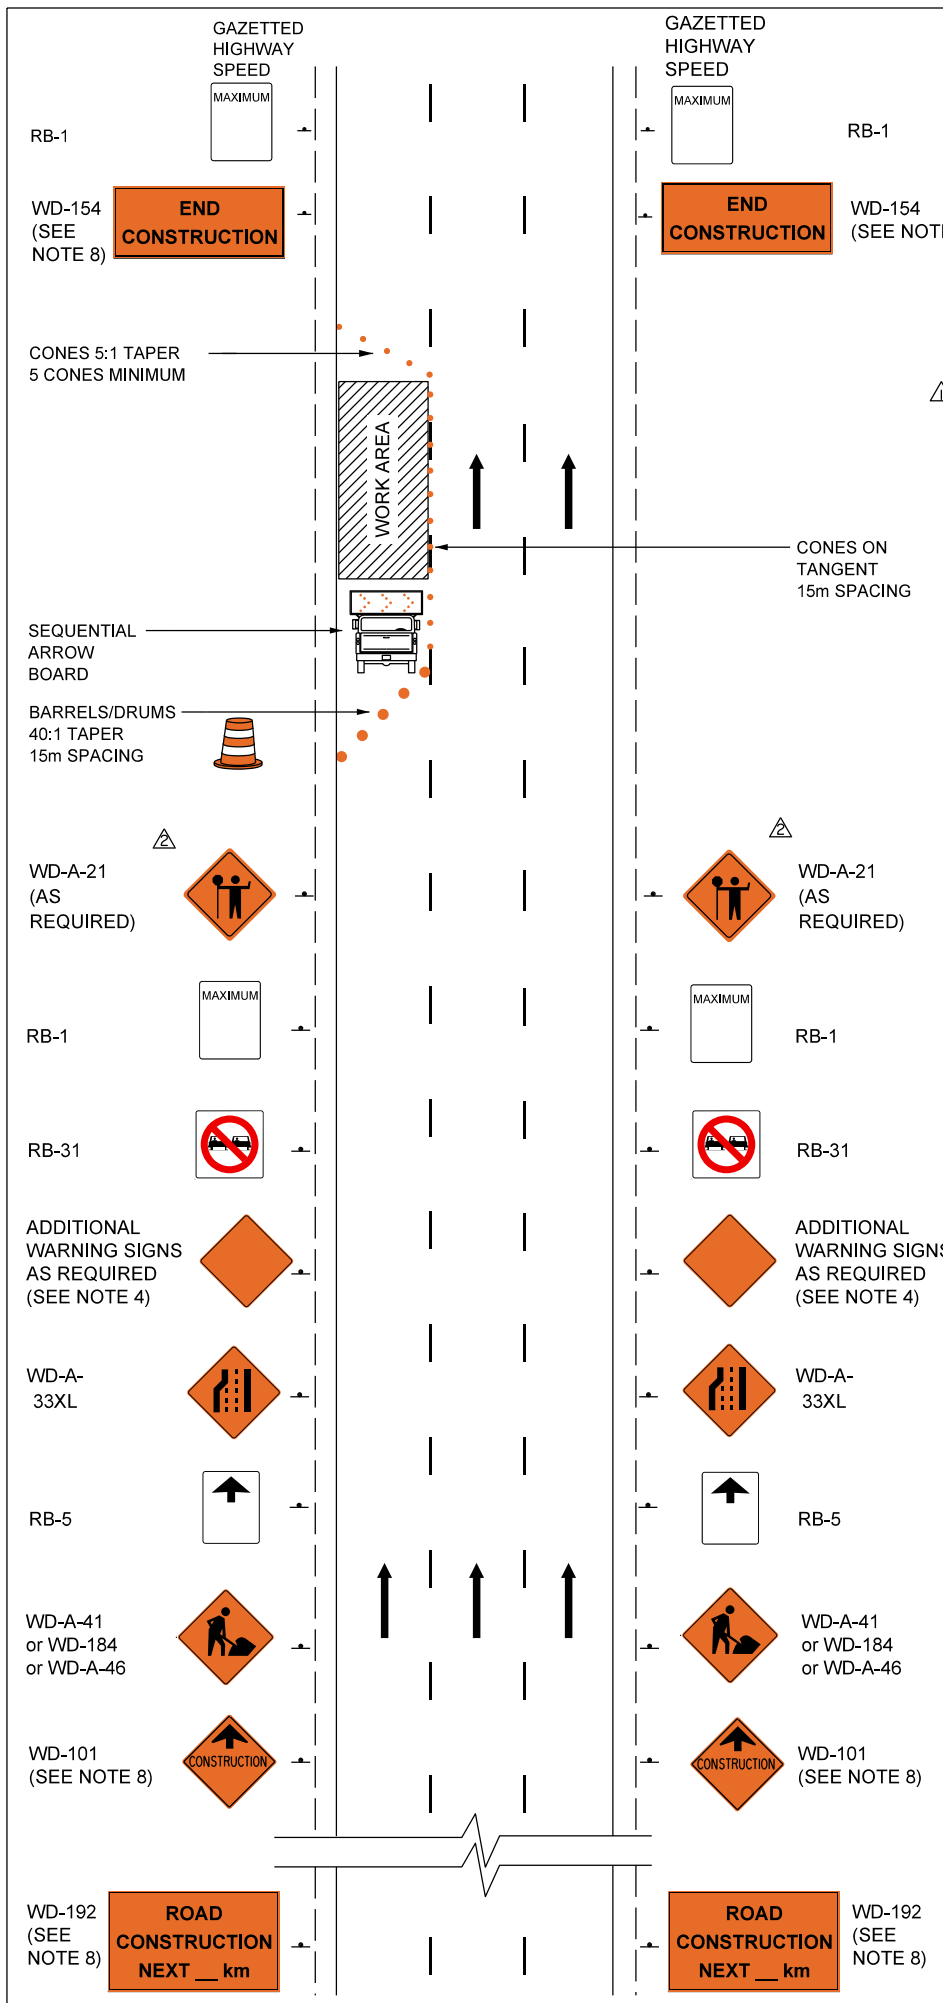 GAZETTED
HIGHWAY
SPEED
GAZETTED
HIGHWAY
SPEED
MAXIMUM
MAXIMUM
RB-1
RB-1
WD-154
(SEE
NOTE 8)
END
CONSTRUCTION
END
CONSTRUCTION
WD-154
(SEE NOTE
CONES 5:1 TAPER
5 CONES MINIMUM
1
WORK AREA
CONES ON
TANGENT
15m SPACING
SEQUENTIAL
ARROW
BOARD
BARRELS/DRUMS
40:1 TAPER
15m SPACING
2
2
WD-A-21
(AS
REQUIRED)
WD-A-21
(AS
REQUIRED)
MAXIMUM
MAXIMUM
RB-1
RB-1
RB-31
RB-31
ADDITIONAL
WARNING SIGNS
AS REQUIRED
(SEE NOTE 4)
ADDITIONAL
WARNING SIGNS
AS REQUIRED
(SEE NOTE 4)
WD-A-
33XL
WD-A-
33XL
RB-5
RB-5
WD-A-41
or WD-184
or WD-A-46
WD-A-41
or WD-184
or WD-A-46
WD-101
(SEE NOTE 8)
CONSTRUCTION
CONSTRUCTION
WD-101
(SEE NOTE 8)
WD-192
(SEE
NOTE 8)
ROAD
CONSTRUCTION
NEXT __ km
ROAD
CONSTRUCTION
NEXT __ km
WD-192
(SEE
NOTE 8)